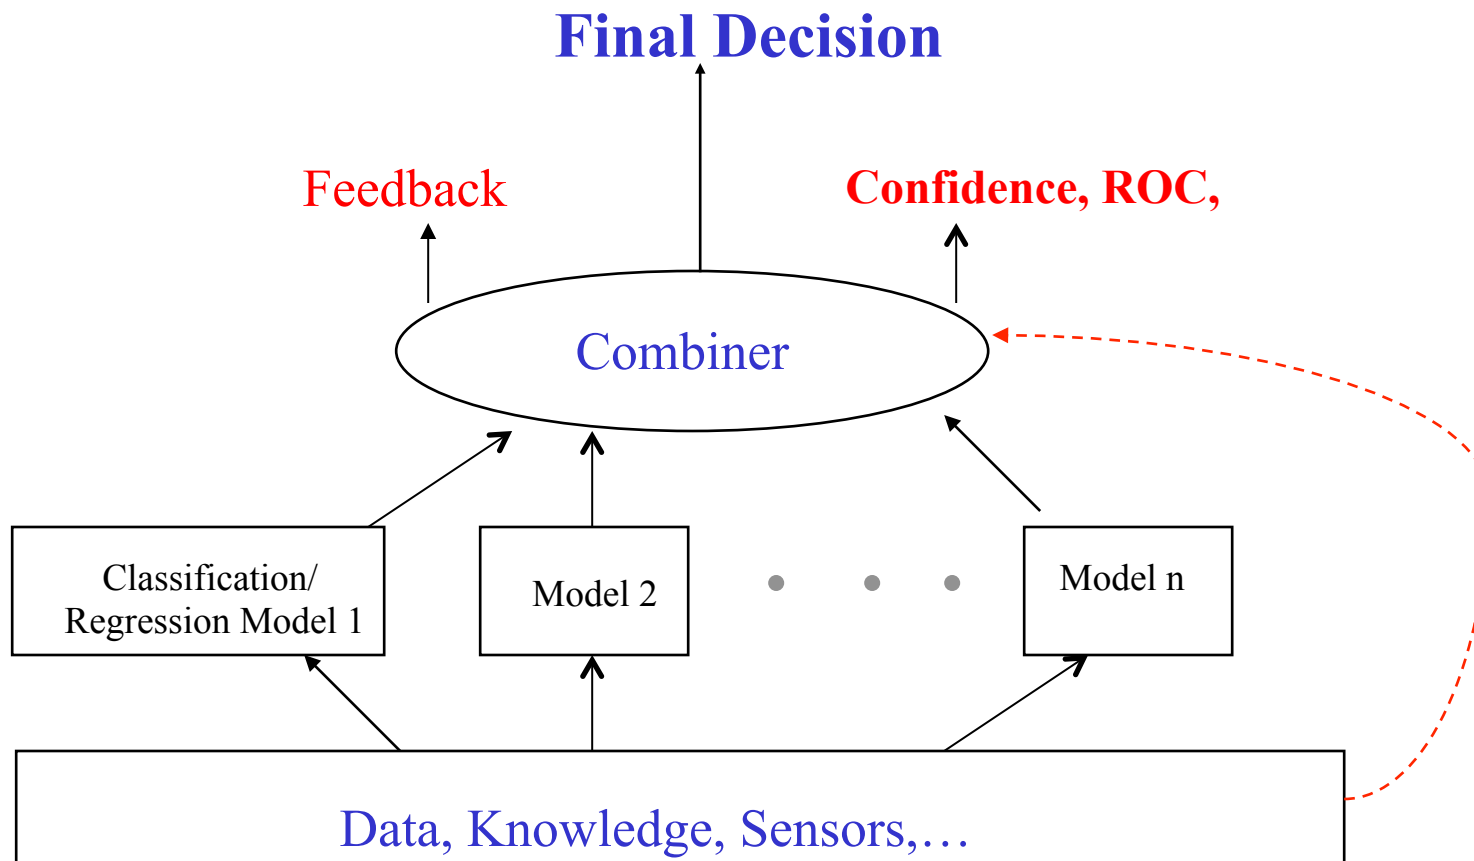 Final Decision
Feedback
Confidence, ROC,
Combiner
Classification/
Regression Model 1
Model 2
Model n
Data, Knowledge, Sensors,…